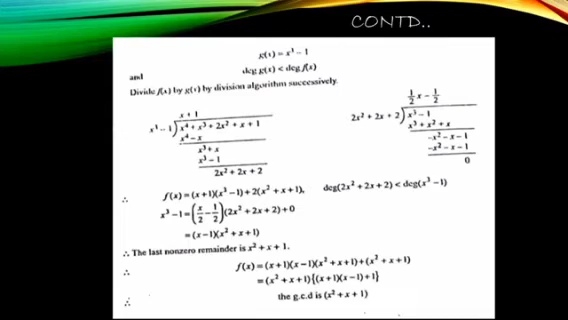 CONTD..
g(x) = x³ − 1
and
deg g(x) < deg f(x)
Divide f(x) by g(x) by division algorithm successively.
x + 1
x³ − 1 ) x⁴ + x³ + 2x² + x + 1
x⁴ − x
x³ + x
x³ − 1
2x² + 2x + 2
1/2 x − 1/2
2x² + 2x + 2 ) x³ − 1
x³ + x² + x
−x² − x − 1
−x² − x − 1
0
∴ f(x) = (x+1)(x³ − 1) + 2(x² + x + 1), deg(2x² + 2x + 2) < deg(x³ − 1)
x³ − 1 = (x/2 − 1/2)(2x² + 2x + 2) + 0
= (x − 1)(x² + x + 1)
∴ The last nonzero remainder is x² + x + 1.
∴ f(x) = (x + 1)(x − 1)(x² + x + 1) + (x² + x + 1)
= (x² + x + 1){(x + 1)(x − 1) + 1}
∴ the g.c.d is (x² + x + 1)